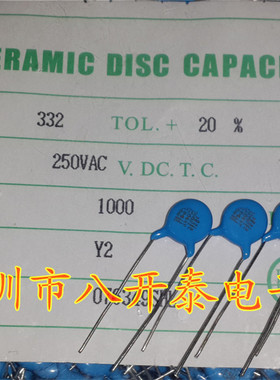 ERAMIC DISC CAPAC
332 TOL. + 20 %
250VAC V. DC. T. C.
1000
Y2
圳市八开泰电